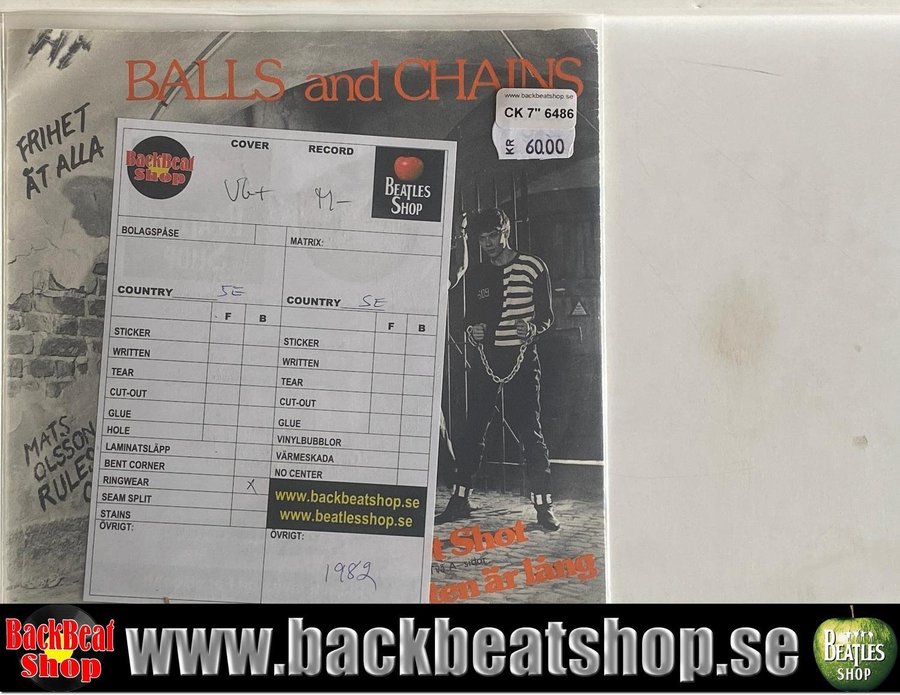 BALLS and CHAINS
www.backbeatshop.se
CK 7" 6486
KR 60.00
FRIHET
ÅT ALLA
BackBeat
Shop
COVER
RECORD
VG+
M-
BEATLES
SHOP
BOLAGSPÅSE
MATRIX:
COUNTRY SE
COUNTRY SE
F B
F B
STICKER
STICKER
WRITTEN
WRITTEN
TEAR
TEAR
CUT-OUT
CUT-OUT
GLUE
GLUE
HOLE
VINYLBUBBLOR
LAMINATSLÄPP
VÄRMESKADA
BENT CORNER
NO CENTER
RINGWEAR X
SEAM SPLIT
STAINS
www.backbeatshop.se
www.beatlesshop.se
ÖVRIGT:
ÖVRIGT:
1982
MATS
OLSSON
RULES
Shot
A-sidor
är lång
BackBeat
Shop
www.backbeatshop.se
BEATLES
SHOP